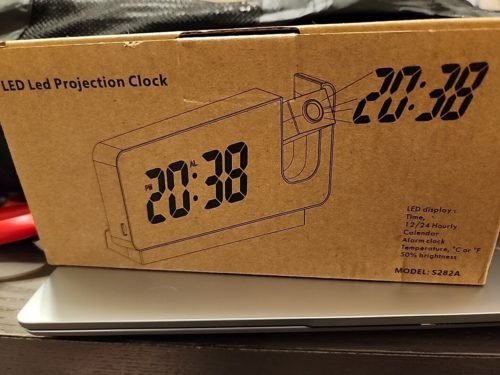 LED Led Projection Clock
20:38
PM
AL
20:38
LED display :
Time,
12/24 Hourly
Calendar
Alarm clock
Temperature, °C or °F
50% brightness
MODEL: S282A